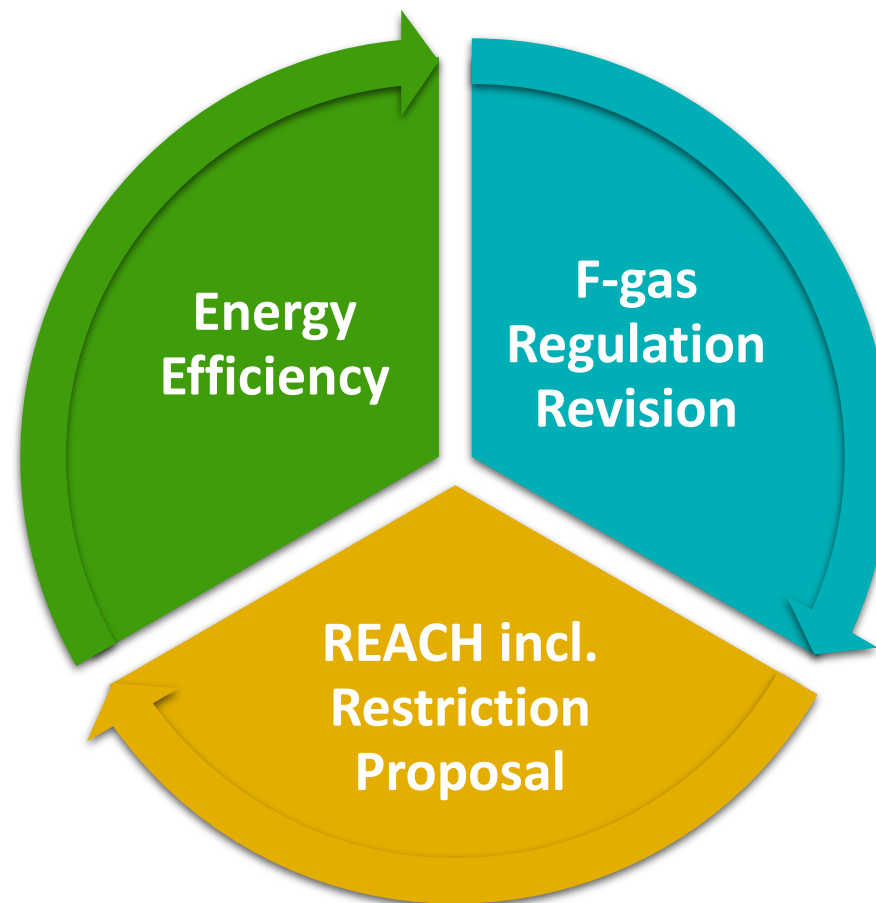 Energy
Efficiency
F-gas
Regulation
Revision
REACH incl.
Restriction
Proposal